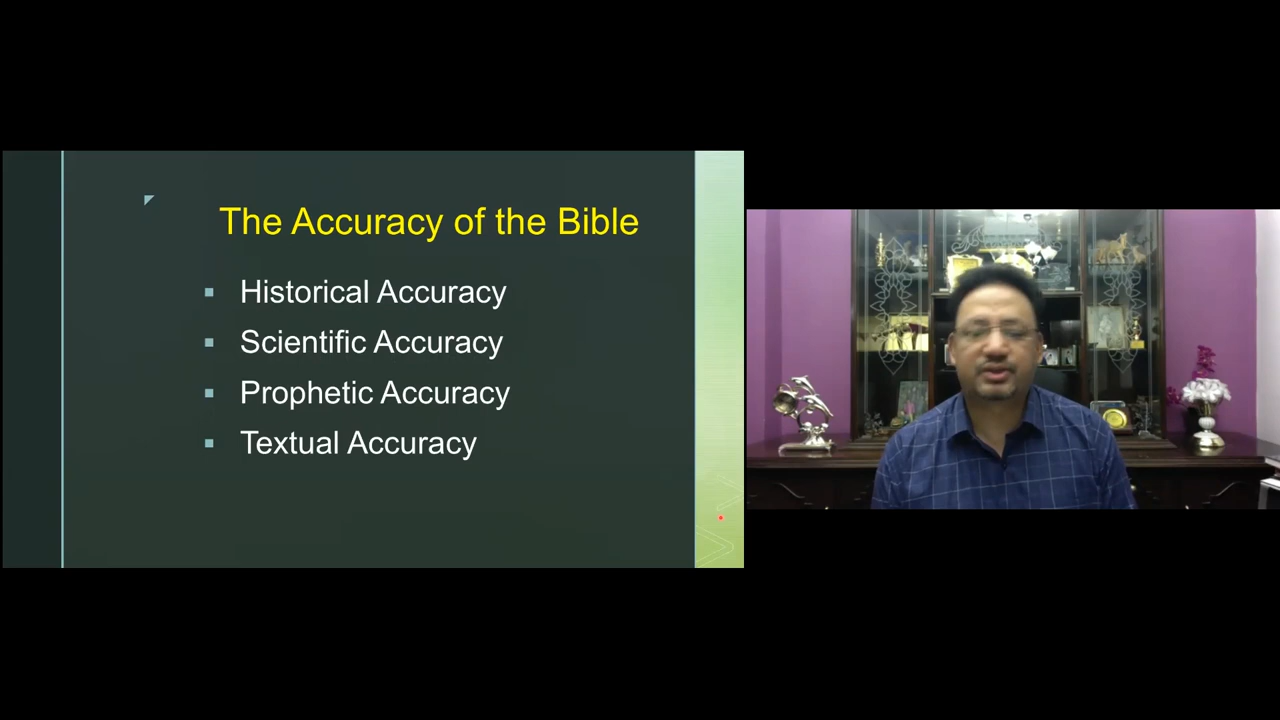 The Accuracy of the Bible
Historical Accuracy
Scientific Accuracy
Prophetic Accuracy
Textual Accuracy